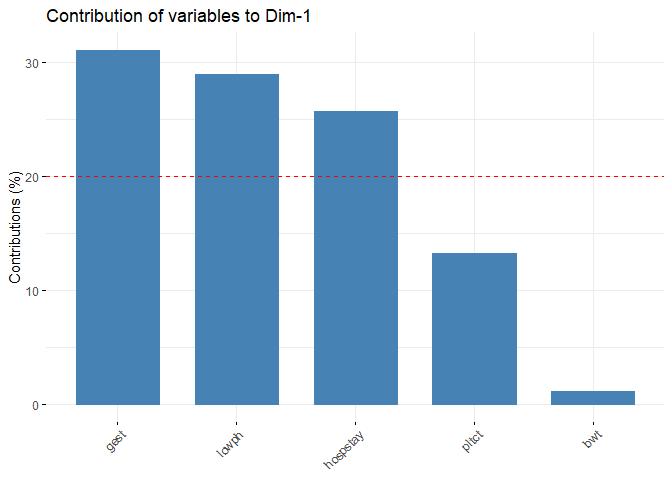 Contribution of variables to Dim-1
Contributions (%)
30
20
10
0
gest
lowph
hospstay
pltct
bwt